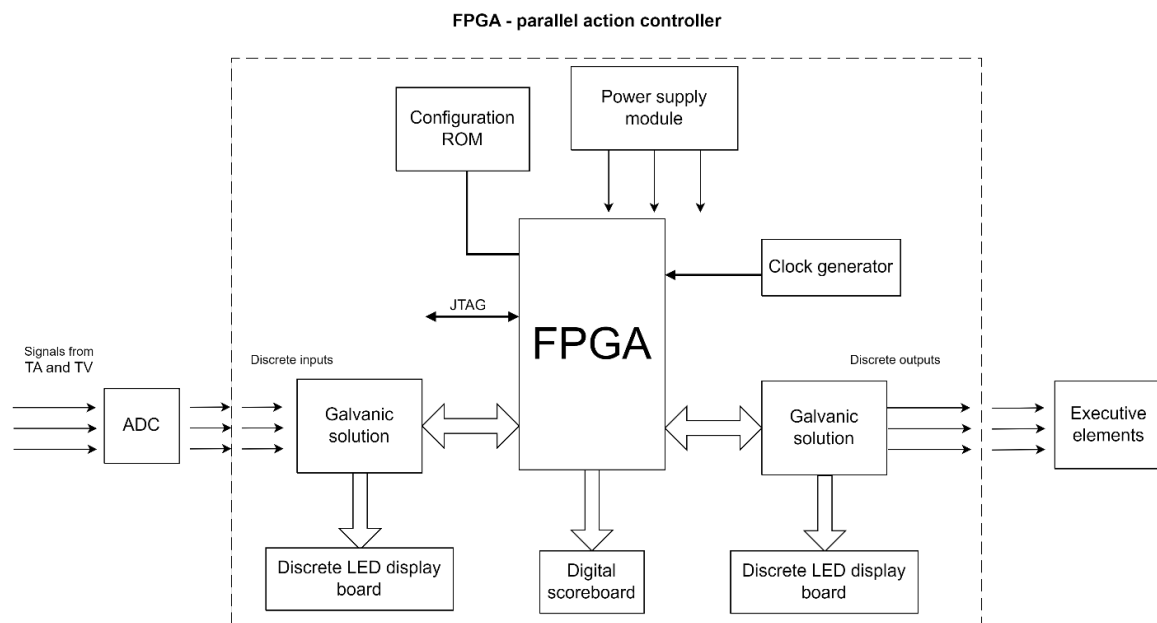 FPGA - parallel action controller
Configuration
ROM
Power supply
module
Clock generator
JTAG
FPGA
Signals from
TA and TV
ADC
Discrete inputs
Galvanic
solution
Discrete outputs
Galvanic
solution
Executive
elements
Discrete LED display
board
Digital
scoreboard
Discrete LED display
board